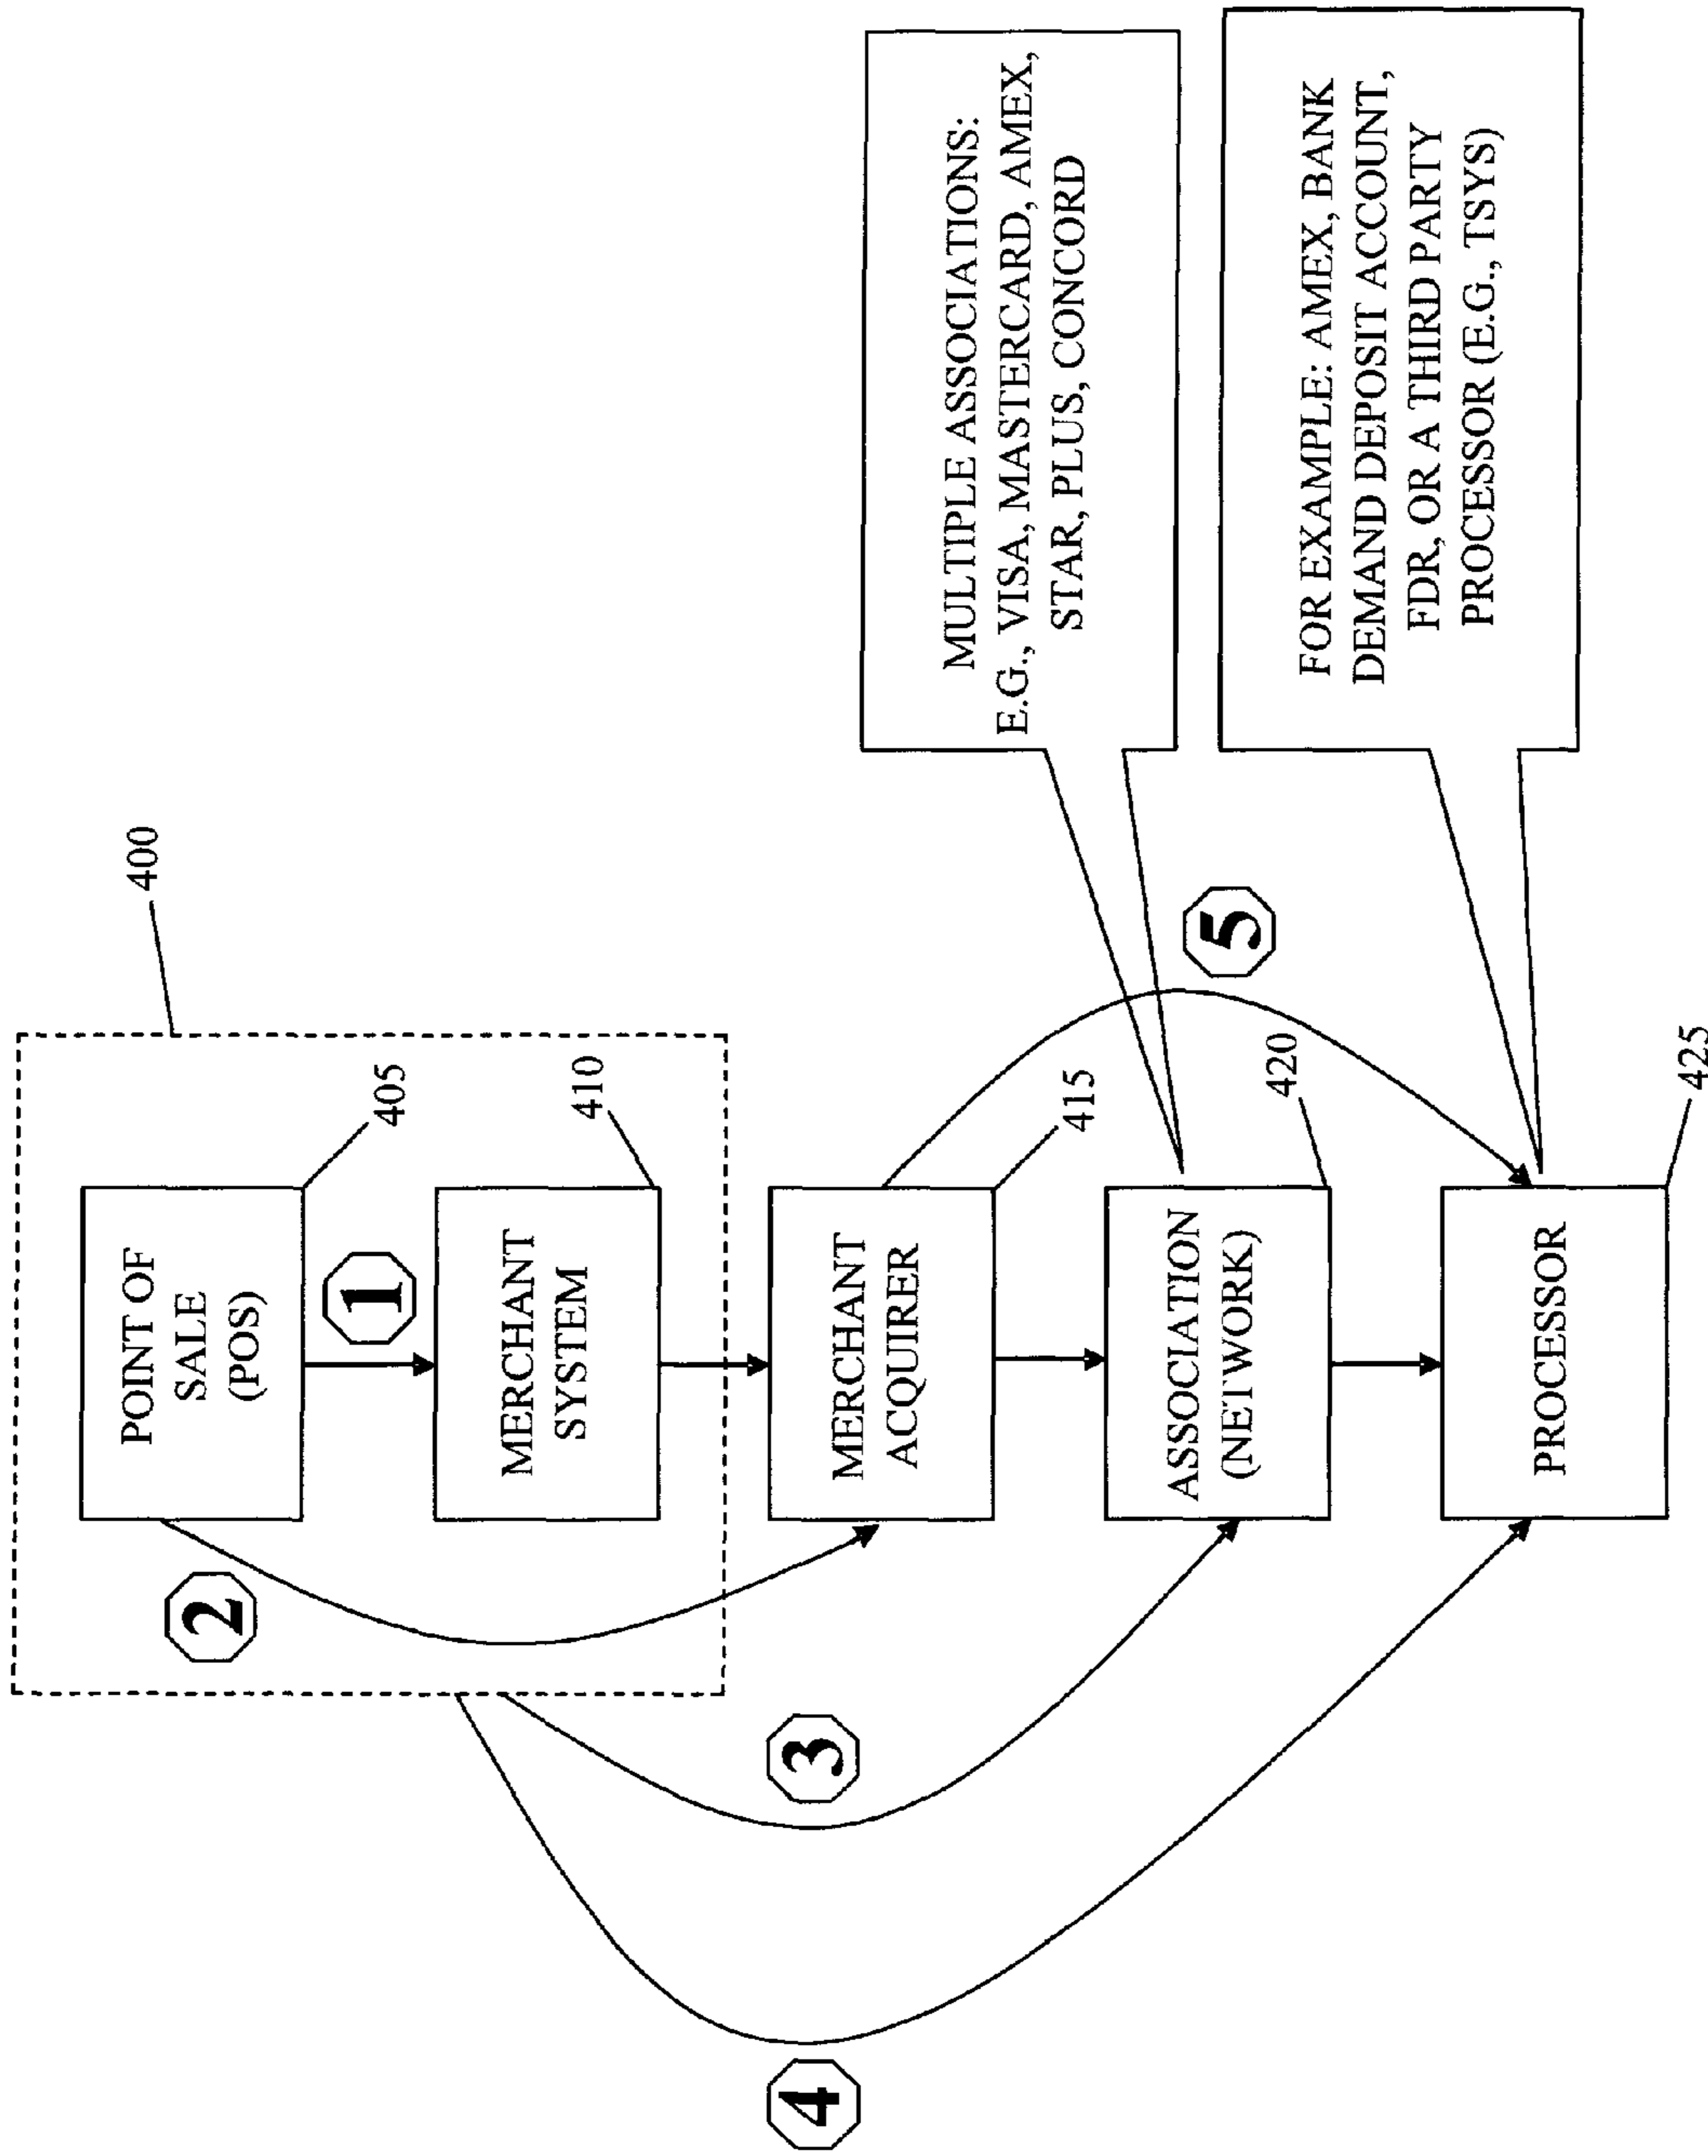 400
POINT OF
SALE
(POS)
405
1
2
MERCHANT
SYSTEM
410
MERCHANT
ACQUIRER
415
3
4
5
ASSOCIATION
(NETWORK)
420
MULTIPLE ASSOCIATIONS:
E.G., VISA, MASTERCARD, AMEX,
STAR, PLUS, CONCORD
PROCESSOR
425
FOR EXAMPLE: AMEX, BANK
DEMAND DEPOSIT ACCOUNT,
FDR, OR A THIRD PARTY
PROCESSOR (E.G., TSYS)